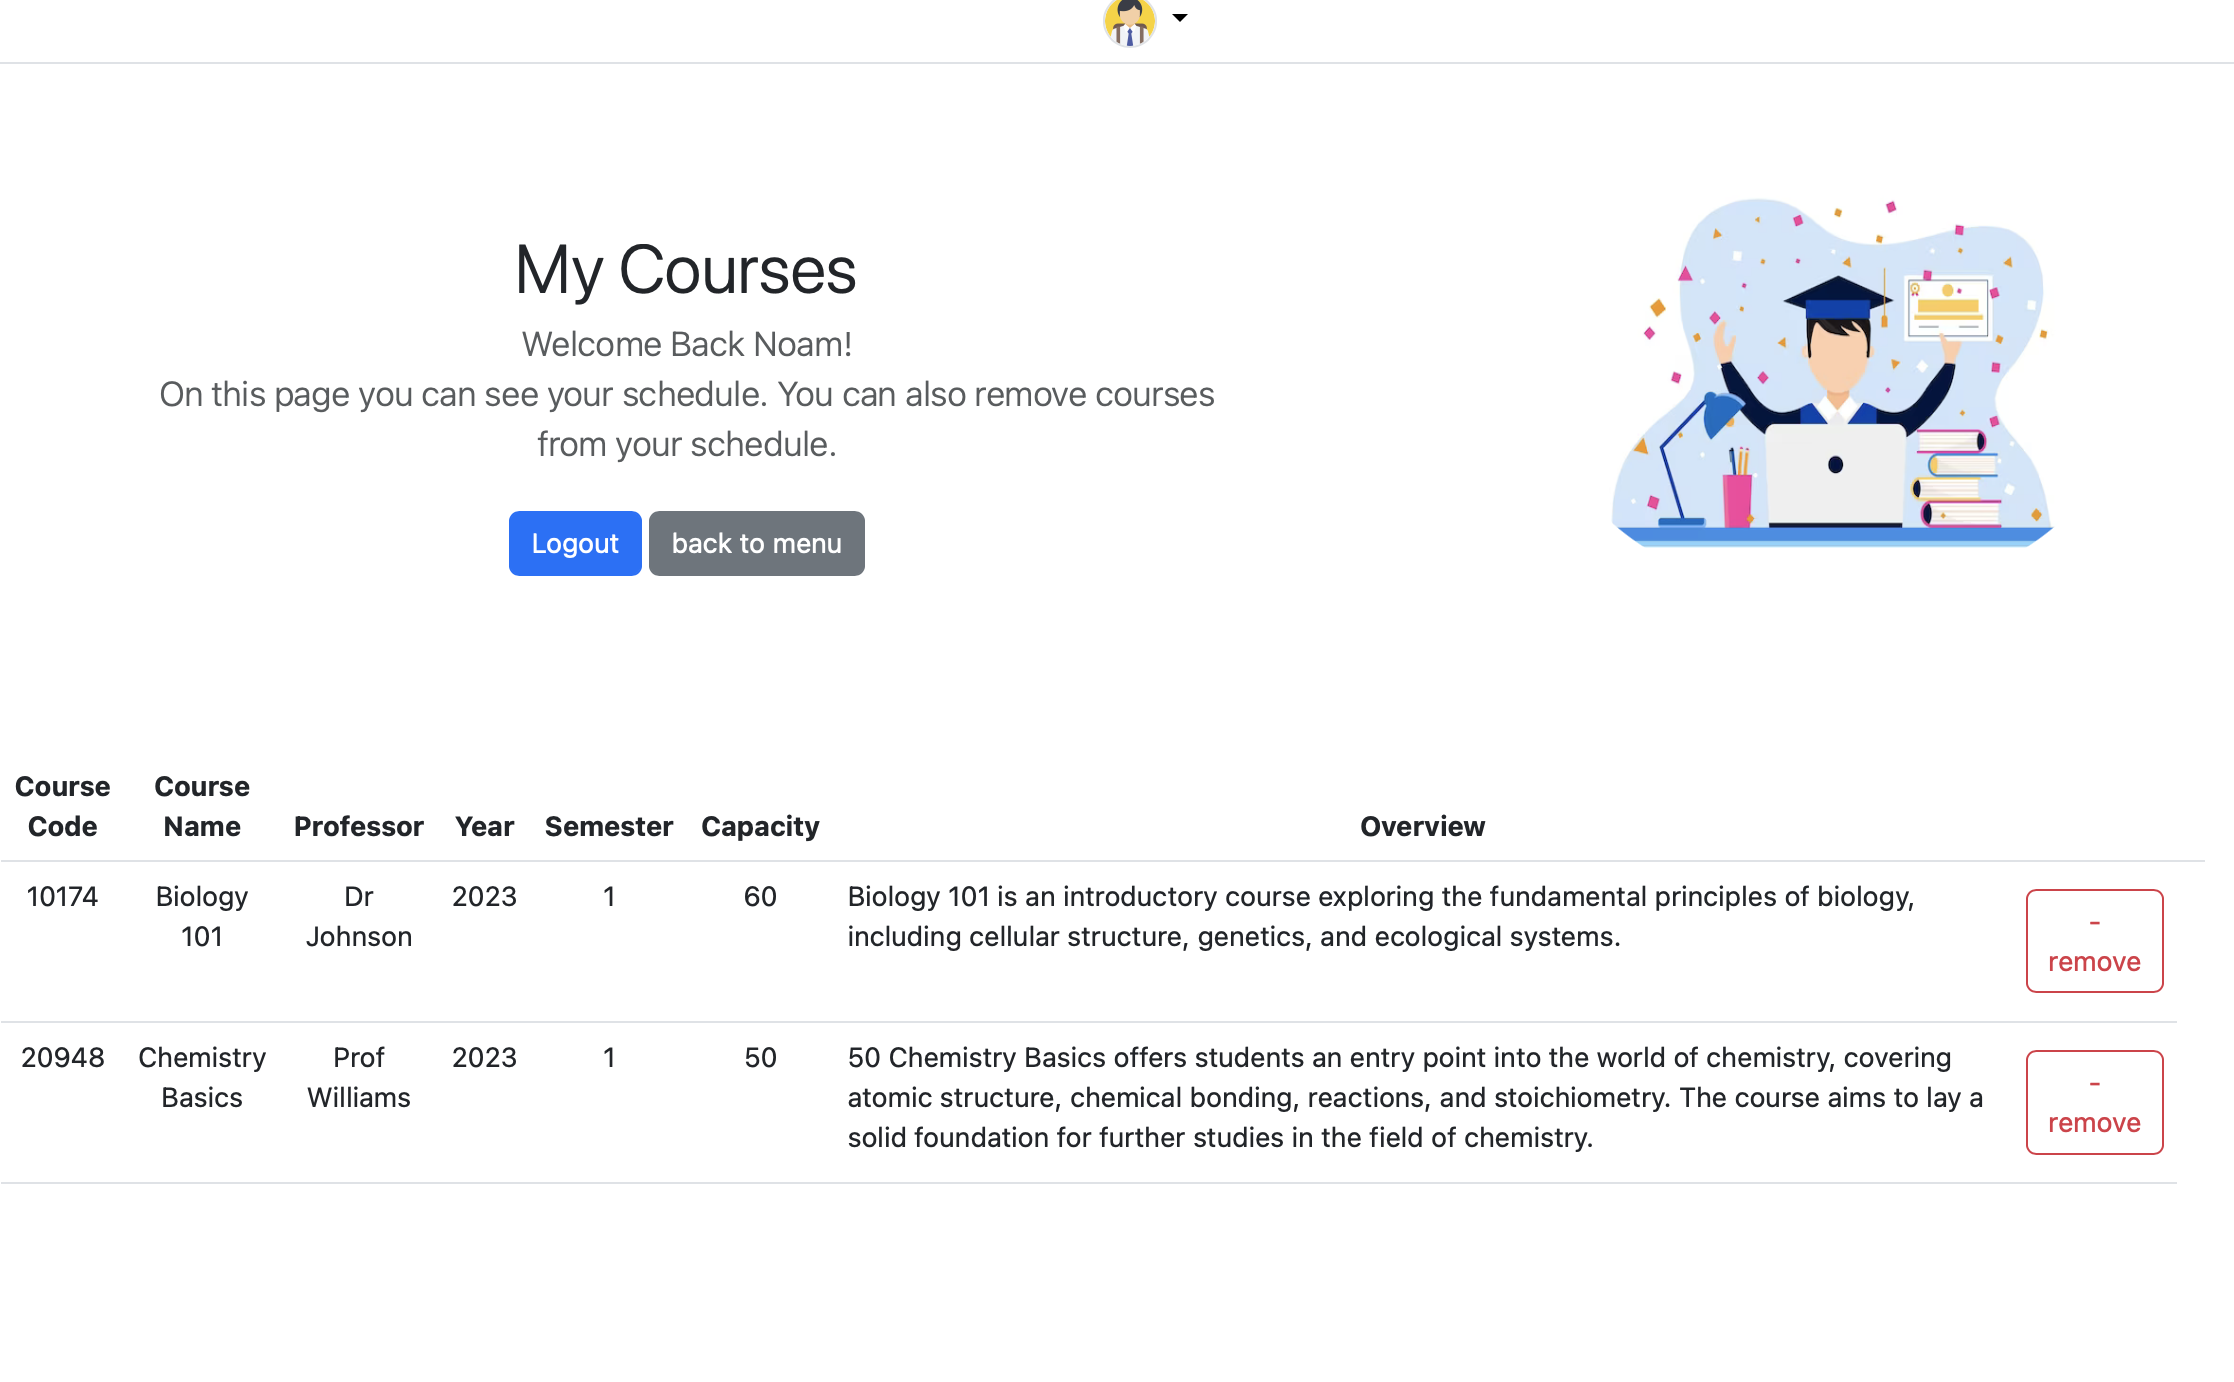 My Courses
Welcome Back Noam!
On this page you can see your schedule. You can also remove courses
from your schedule.
Logout
back to menu
Course Code
Course Name
Professor
Year
Semester
Capacity
Overview
10174
Biology
101
Dr
Johnson
2023
1
60
Biology 101 is an introductory course exploring the fundamental principles of biology,
including cellular structure, genetics, and ecological systems.
-
remove
20948
Chemistry
Basics
Prof
Williams
2023
1
50
50 Chemistry Basics offers students an entry point into the world of chemistry, covering
atomic structure, chemical bonding, reactions, and stoichiometry. The course aims to lay a
solid foundation for further studies in the field of chemistry.
-
remove